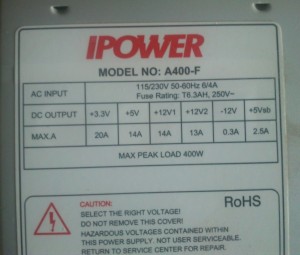 IPOWER
MODEL NO: A400-F
AC INPUT 115/230V 50-60Hz 6/4A
Fuse Rating: T6.3AH, 250V~
DC OUTPUT +3.3V +5V +12V1 +12V2 -12V +5Vsb
MAX.A 20A 14A 14A 13A 0.3A 2.5A
MAX PEAK LOAD 400W
RoHS
CAUTION:
SELECT THE RIGHT VOLTAGE!
DO NOT REMOVE THIS COVER!
HAZARDOUS VOLTAGES CONTAINED WITHIN
THIS POWER SUPPLY. NOT USER SERVICEABLE.
RETURN TO SERVICE CENTER FOR REPAIR.